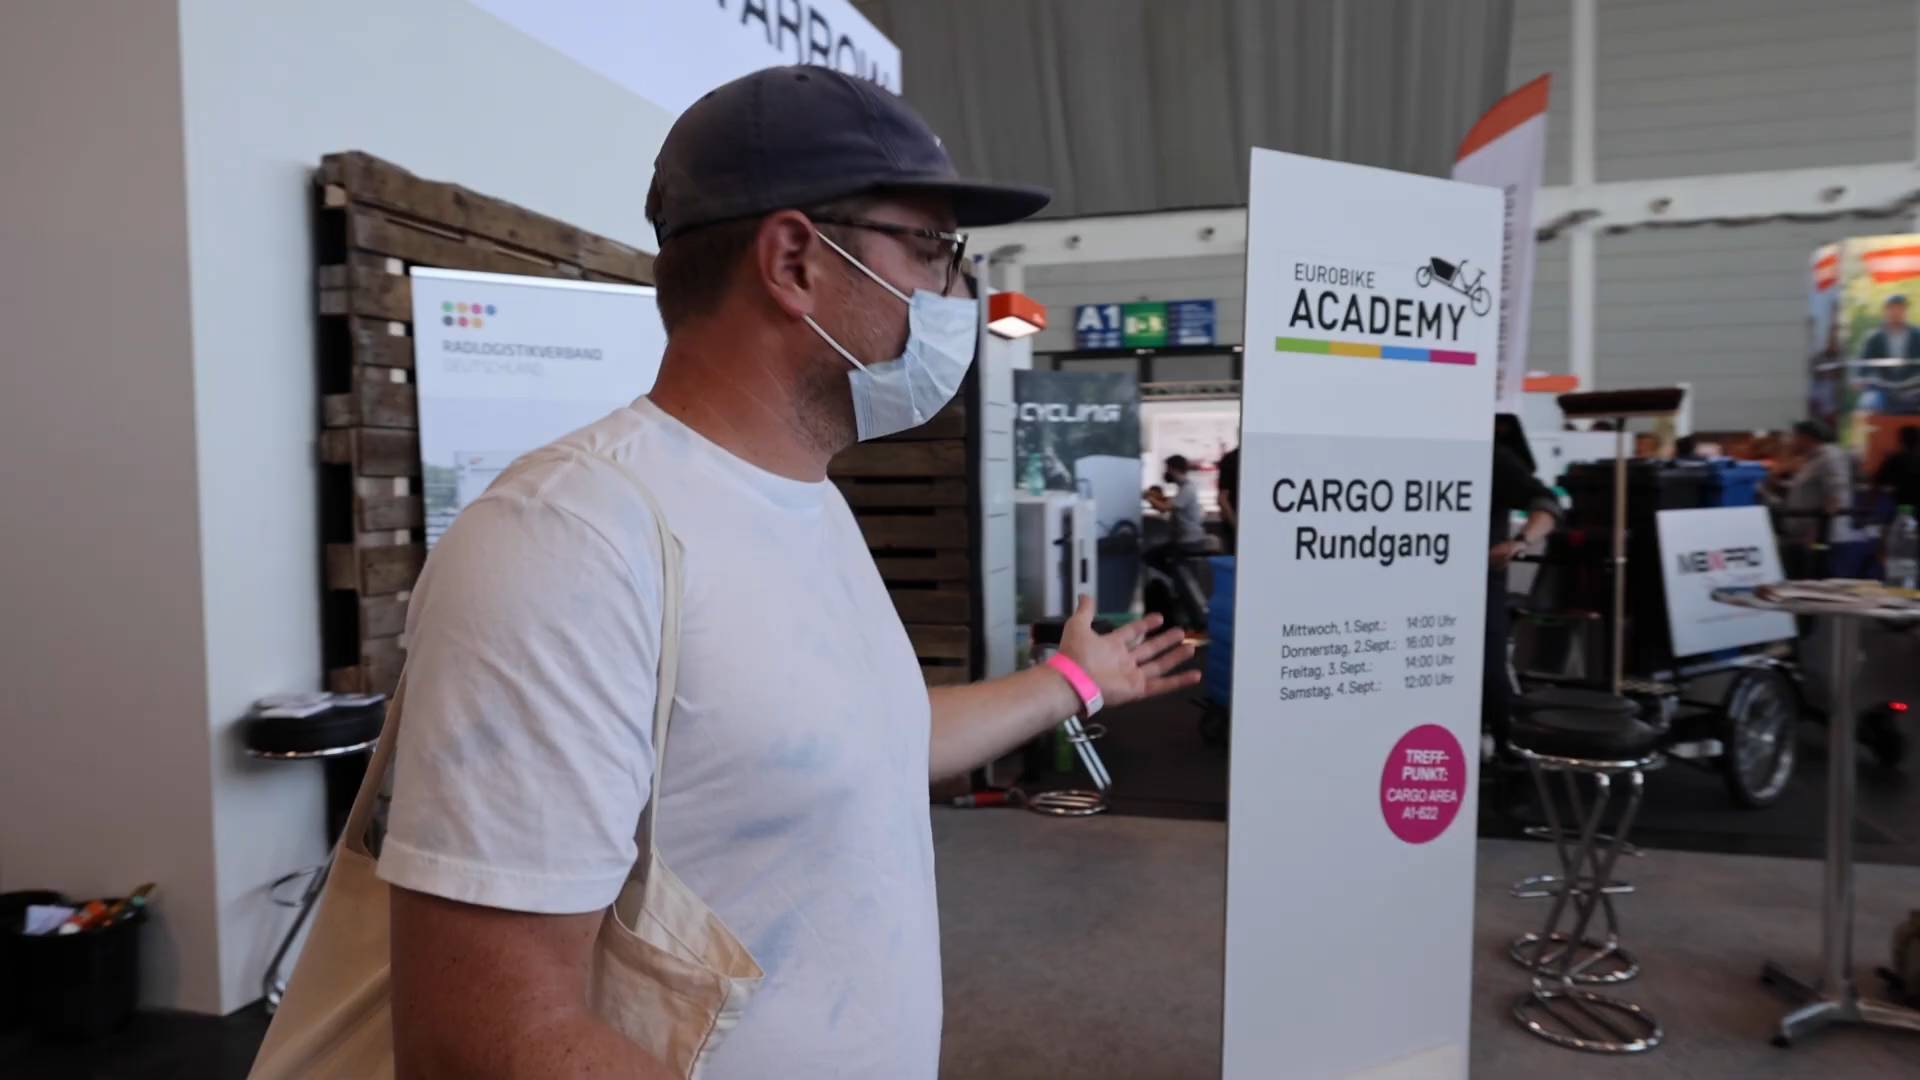 RADLOGISTIKVERBAND
DEUTSCHLAND
A1
CYCLING
EUROBIKE
ACADEMY
CARGO BIKE
Rundgang
Mittwoch, 1.Sept.: 14:00 Uhr
Donnerstag, 2.Sept.: 16:00 Uhr
Freitag, 3.Sept.: 14:00 Uhr
Samstag, 4.Sept.: 12:00 Uhr
TREFF-
PUNKT:
CARGO AREA
A1-622